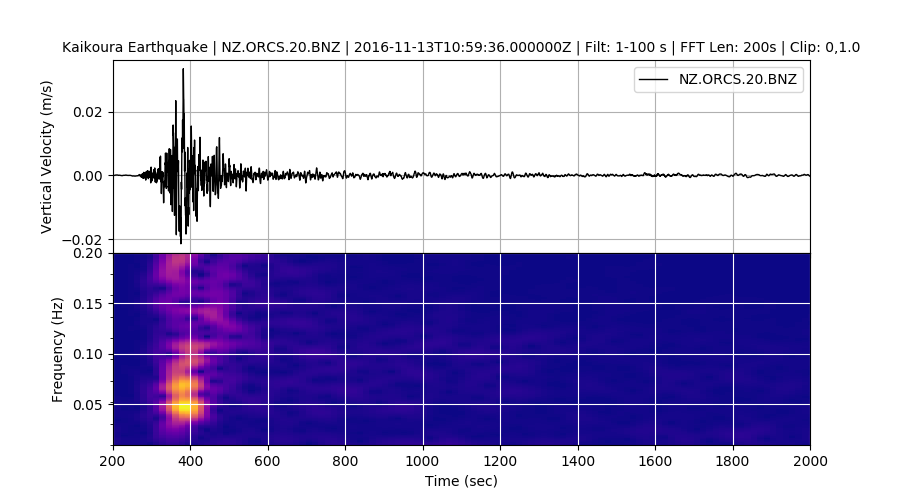 Kaikoura Earthquake | NZ.ORCS.20.BNZ | 2016-11-13T10:59:36.000000Z | Filt: 1-100 s | FFT Len: 200s | Clip: 0,1.0
NZ.ORCS.20.BNZ
Vertical Velocity (m/s)
0.02
0.00
−0.02
Frequency (Hz)
0.20
0.15
0.10
0.05
200 400 600 800 1000 1200 1400 1600 1800 2000
Time (sec)